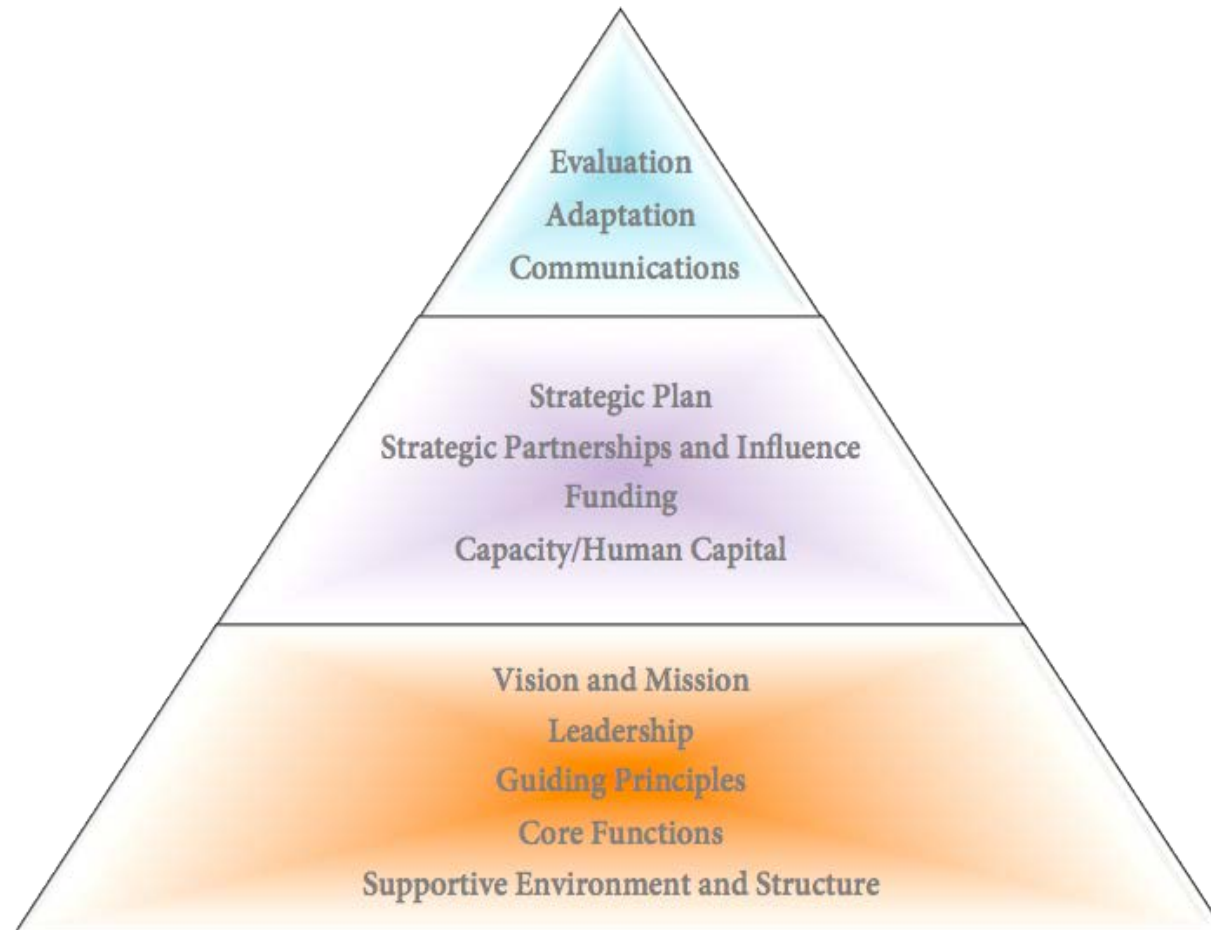 Evaluation
Adaptation
Communications
Strategic Plan
Strategic Partnerships and Influence
Funding
Capacity/Human Capital
Vision and Mission
Leadership
Guiding Principles
Core Functions
Supportive Environment and Structure